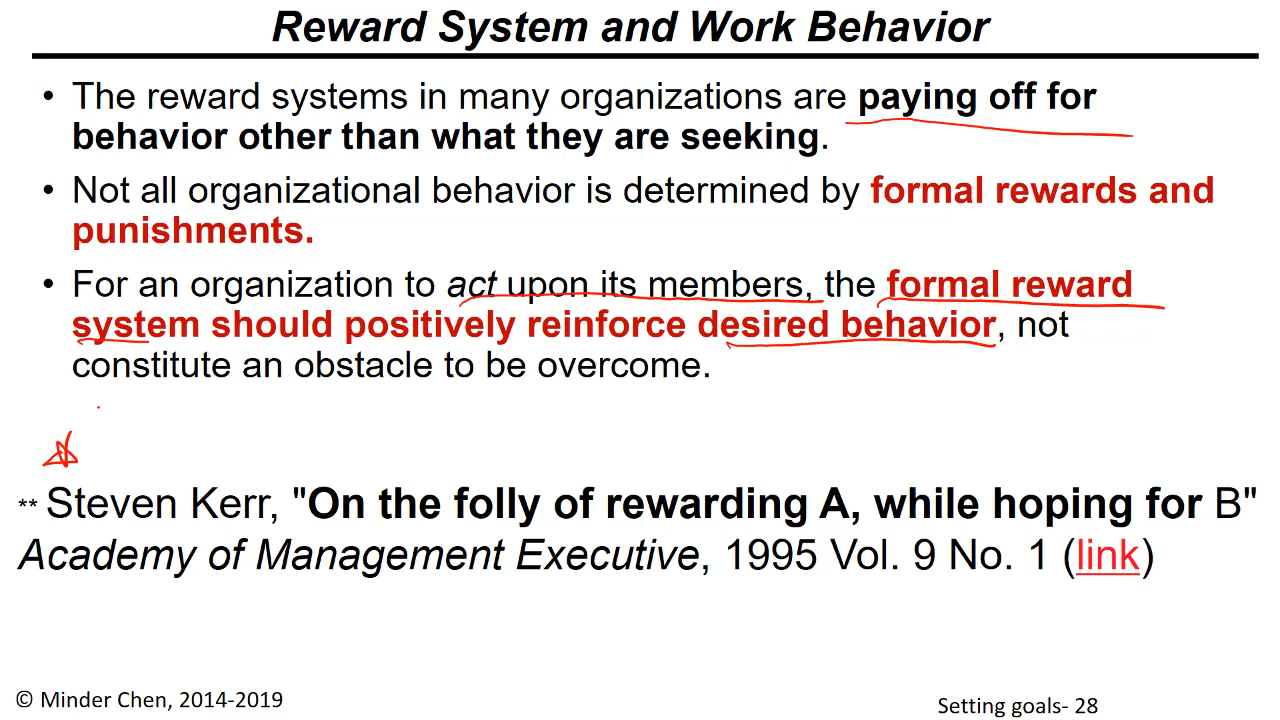 Reward System and Work Behavior
• The reward systems in many organizations are paying off for
behavior other than what they are seeking.
• Not all organizational behavior is determined by formal rewards and
punishments.
• For an organization to act upon its members, the formal reward
system should positively reinforce desired behavior, not
constitute an obstacle to be overcome.
** Steven Kerr, "On the folly of rewarding A, while hoping for B"
Academy of Management Executive, 1995 Vol. 9 No. 1 (link)
© Minder Chen, 2014-2019
Setting goals- 28